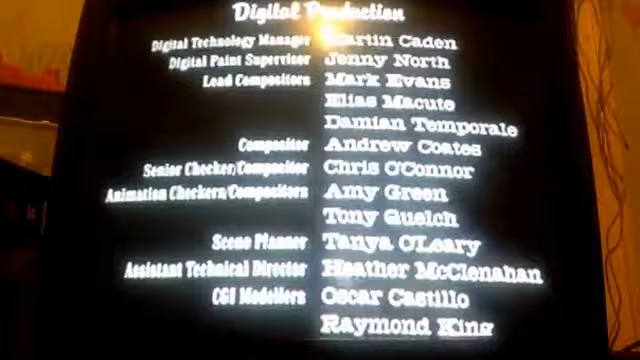 Digital Production
Digital Technology Manager Martin Caden
Digital Paint Supervisor Jenny North
Lead Compositors Mark Evans
Elias Macute
Damian Temporale
Compositor Andrew Coates
Senior Checker/Compositor Chris O'Connor
Animation Checkers/Compositors Amy Green
Tony Quelch
Scene Planner Tanya O'Leary
Assistant Technical Director Heather McClenahan
CGI Modellers Oscar Castillo
Raymond King